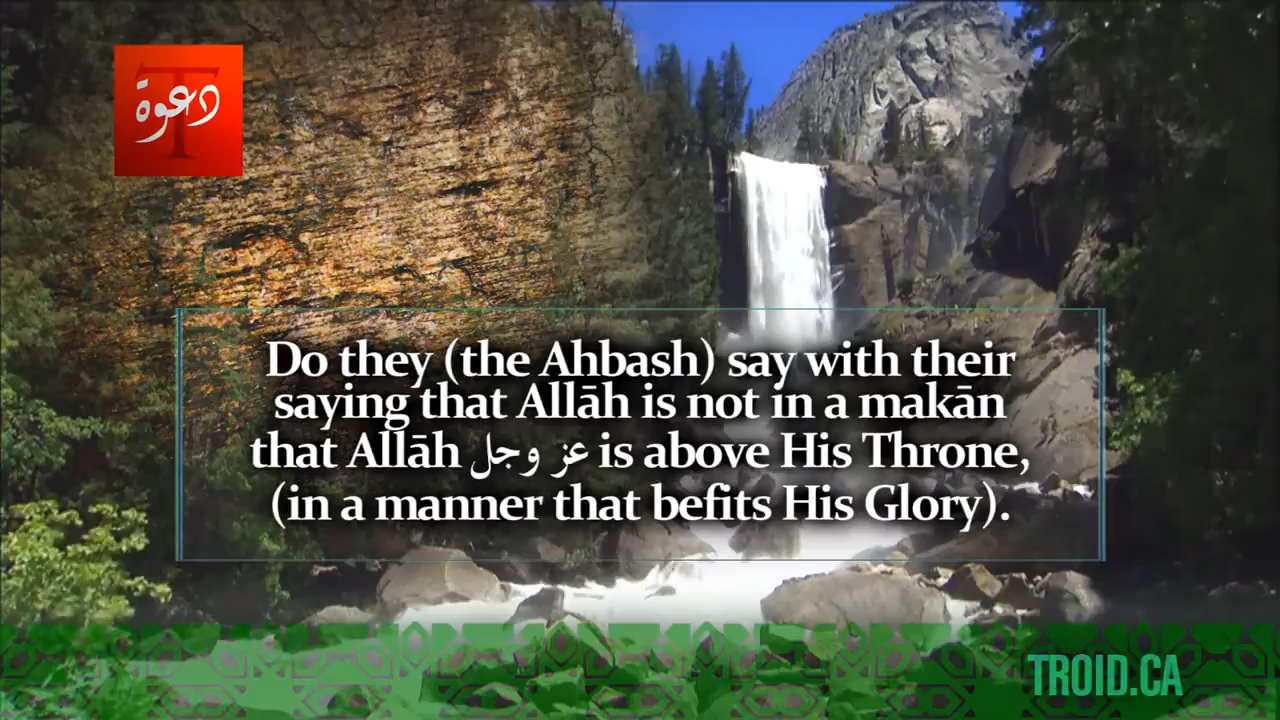 دعوة
T
Do they (the Ahbash) say with their
saying that Allāh is not in a makān
that Allāh عز وجل is above His Throne,
(in a manner that befits His Glory).
TROID.CA